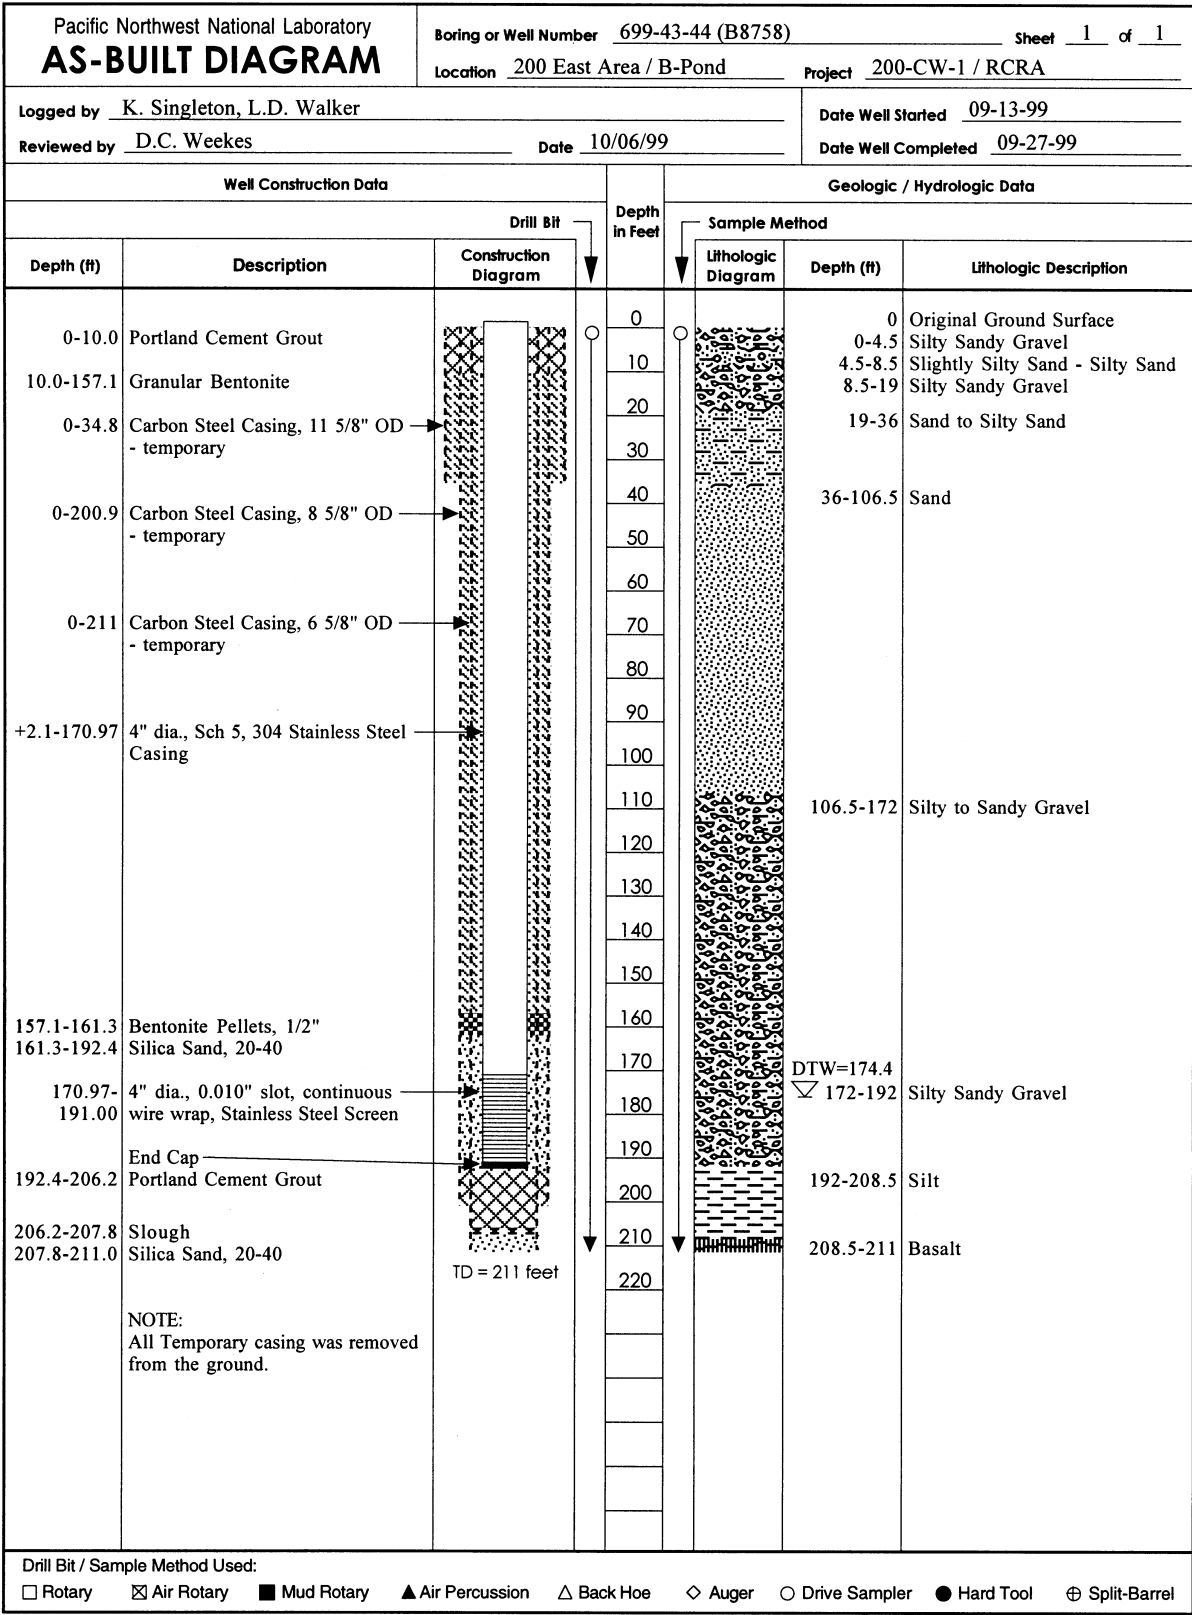 Pacific Northwest National Laboratory
AS-BUILT DIAGRAM
Boring or Well Number 699-43-44 (B8758)
Sheet 1 of 1
Location 200 East Area / B-Pond
Project 200-CW-1 / RCRA
Logged by K. Singleton, L.D. Walker
Date Well Started 09-13-99
Reviewed by D.C. Weekes
Date 10/06/99
Date Well Completed 09-27-99
Well Construction Data
Depth in Feet
Geologic / Hydrologic Data
Drill Bit
Sample Method
Depth (ft)
Description
Construction Diagram
Lithologic Diagram
Depth (ft)
Lithologic Description
0-10.0 Portland Cement Grout
10.0-157.1 Granular Bentonite
0-34.8 Carbon Steel Casing, 11 5/8" OD
- temporary
0-200.9 Carbon Steel Casing, 8 5/8" OD
- temporary
0-211 Carbon Steel Casing, 6 5/8" OD
- temporary
+2.1-170.97 4" dia., Sch 5, 304 Stainless Steel
Casing
157.1-161.3 Bentonite Pellets, 1/2"
161.3-192.4 Silica Sand, 20-40
170.97- 4" dia., 0.010" slot, continuous
191.00 wire wrap, Stainless Steel Screen
End Cap
192.4-206.2 Portland Cement Grout
206.2-207.8 Slough
207.8-211.0 Silica Sand, 20-40
TD = 211 feet
NOTE:
All Temporary casing was removed
from the ground.
0
10
20
30
40
50
60
70
80
90
100
110
120
130
140
150
160
170
180
190
200
210
220
0 Original Ground Surface
0-4.5 Silty Sandy Gravel
4.5-8.5 Slightly Silty Sand - Silty Sand
8.5-19 Silty Sandy Gravel
19-36 Sand to Silty Sand
36-106.5 Sand
106.5-172 Silty to Sandy Gravel
DTW=174.4
172-192 Silty Sandy Gravel
192-208.5 Silt
208.5-211 Basalt
Drill Bit / Sample Method Used:
Rotary Air Rotary Mud Rotary Air Percussion Back Hoe Auger Drive Sampler Hard Tool Split-Barrel